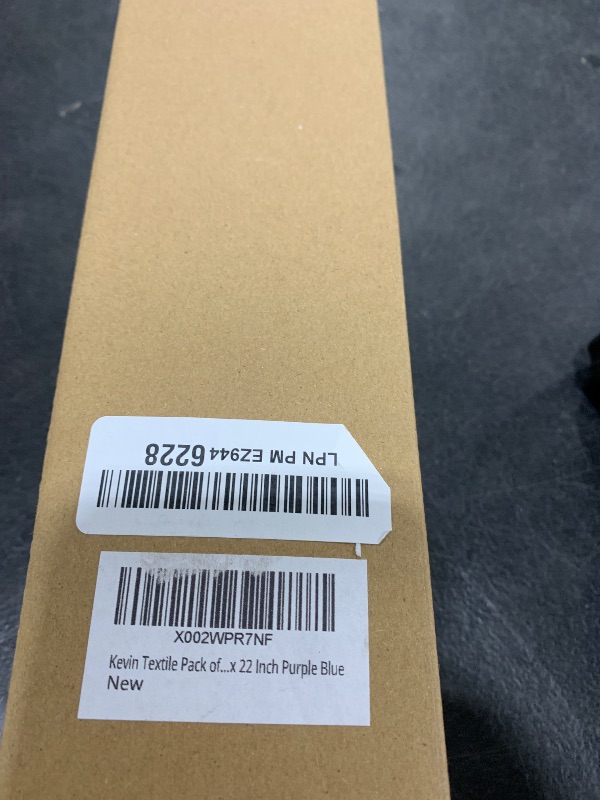 LPN PM EZ944 6228
X002WPR7NF
Kevin Textile Pack of...x 22 Inch Purple Blue
New